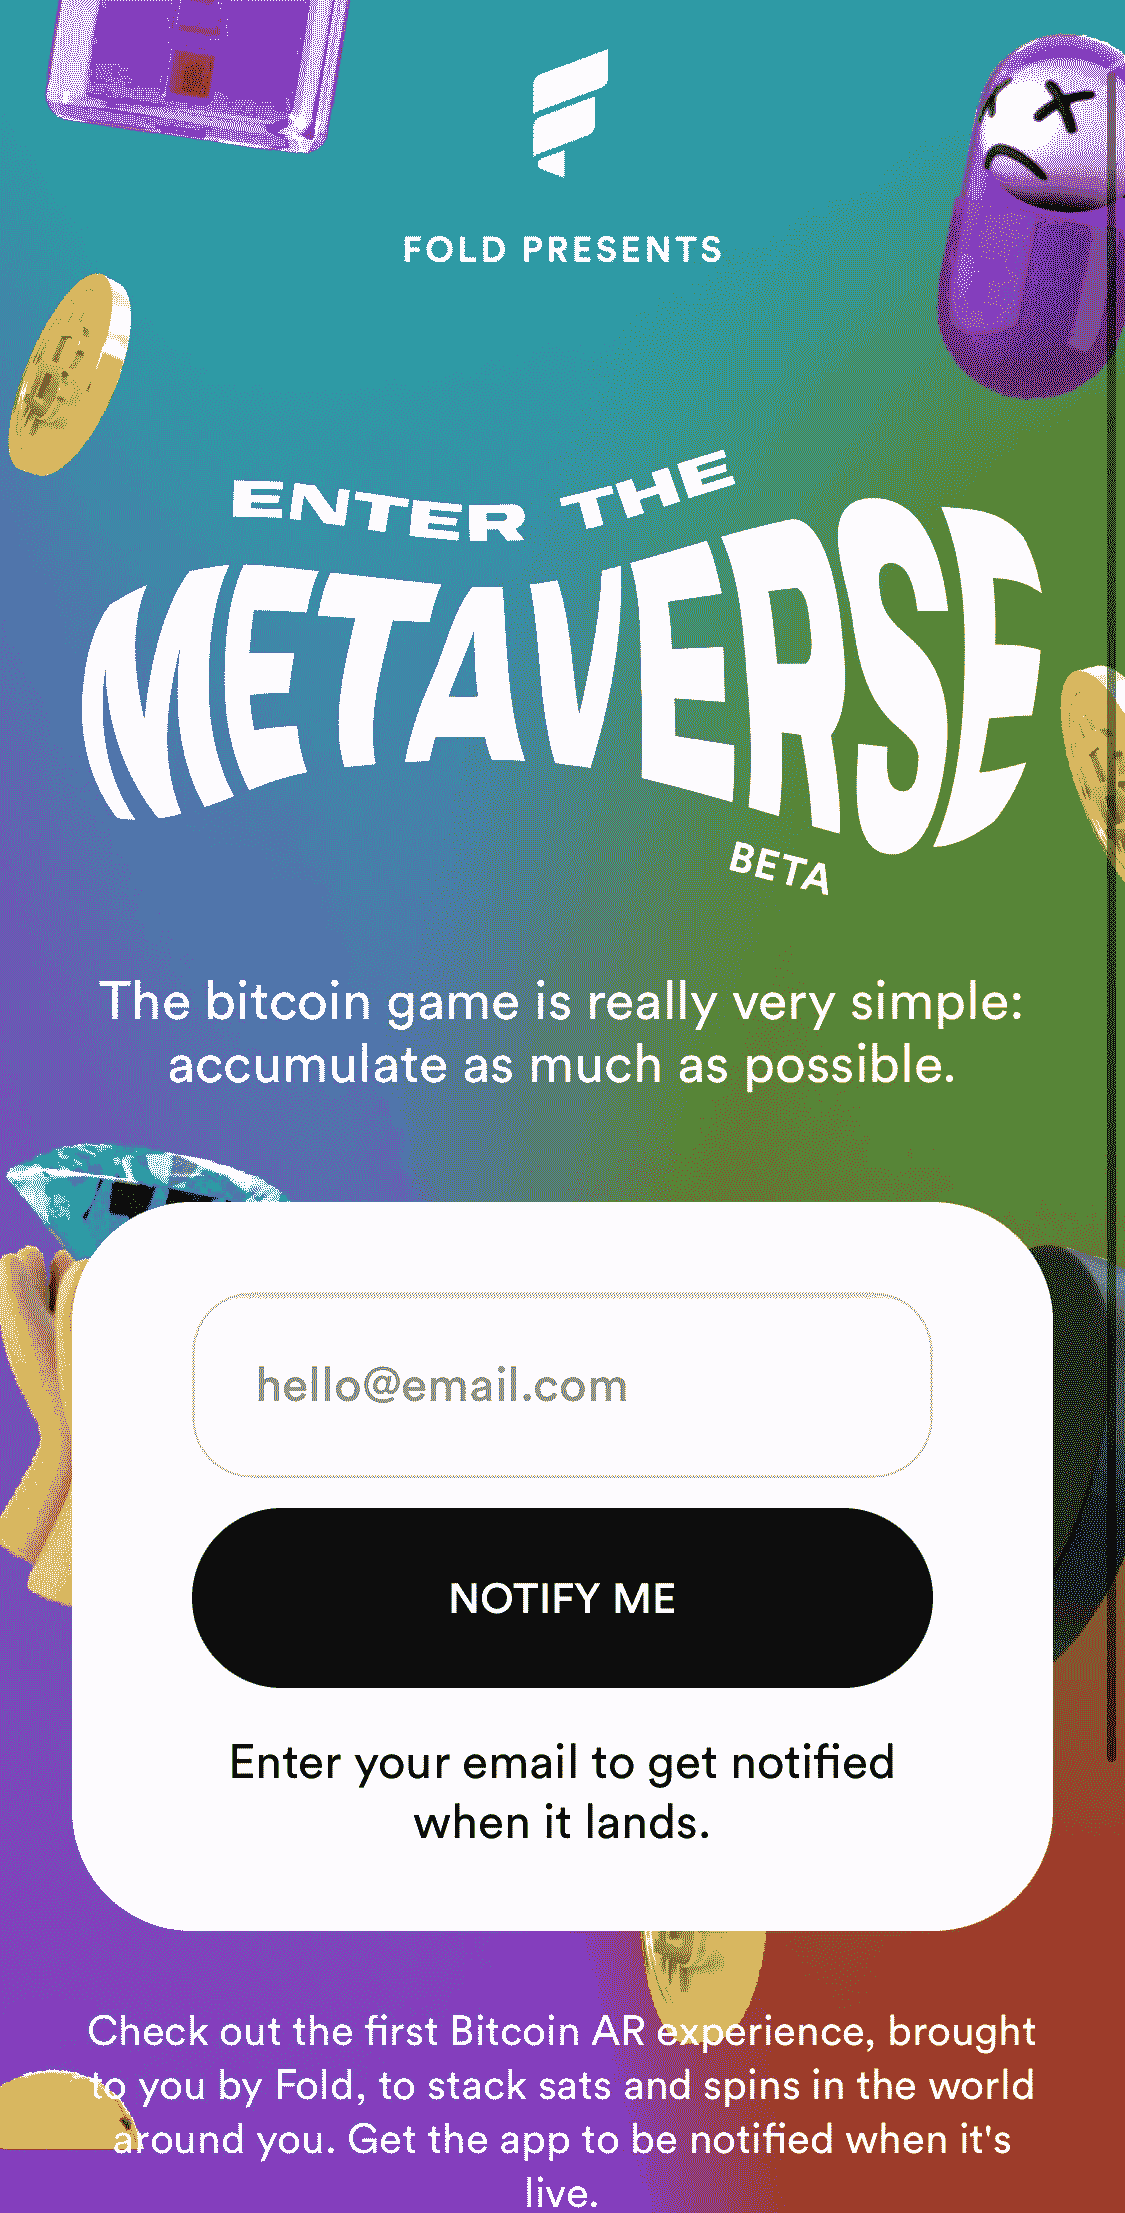 FOLD PRESENTS
ENTER THE
METAVERSE
BETA
The bitcoin game is really very simple:
accumulate as much as possible.
hello@email.com
NOTIFY ME
Enter your email to get notified
when it lands.
Check out the first Bitcoin AR experience, brought
to you by Fold, to stack sats and spins in the world
around you. Get the app to be notified when it's
live.